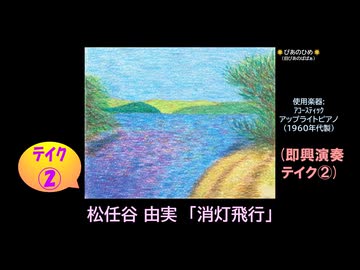 ☀ぴあのひめ☀
(旧ぴあのばばぁ)
使用楽器:
アコースティック
アップライトピアノ
(1960年代製)
(即興演奏
テイク②)
テイク
②
松任谷 由実 「消灯飛行」